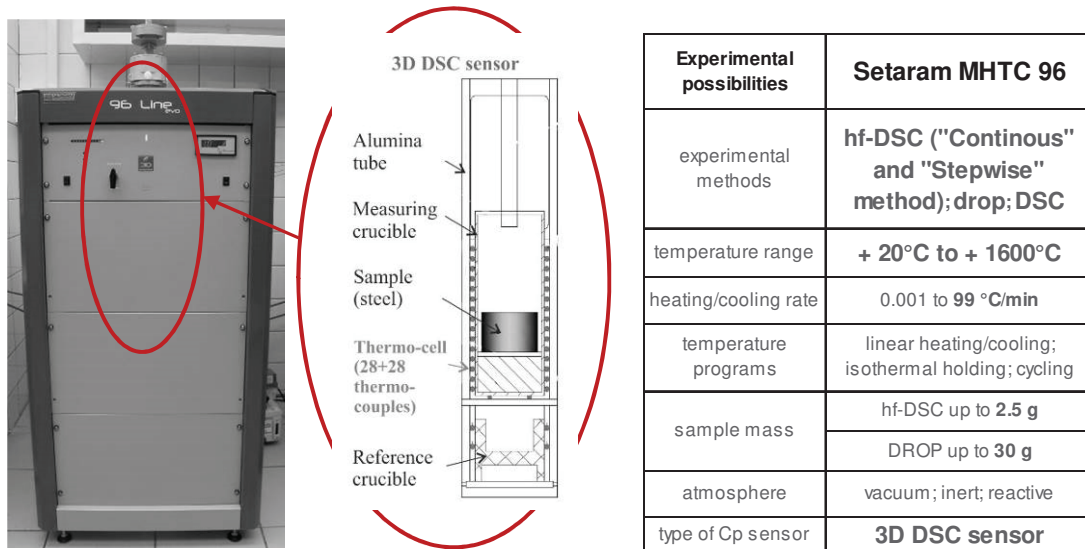 96 Line
evo
3D DSC sensor
Alumina
tube
Measuring
crucible
Sample
(steel)
Thermo-cell
(28+28
thermo-
couples)
Reference
crucible
Experimental
possibilities
Setaram MHTC 96
experimental
methods
hf-DSC ("Continous"
and "Stepwise"
method); drop; DSC
temperature range
+ 20°C to + 1600°C
heating/cooling rate
0.001 to 99 °C/min
temperature
programs
linear heating/cooling;
isothermal holding; cycling
sample mass
hf-DSC up to 2.5 g
DROP up to 30 g
atmosphere
vacuum; inert; reactive
type of Cp sensor
3D DSC sensor